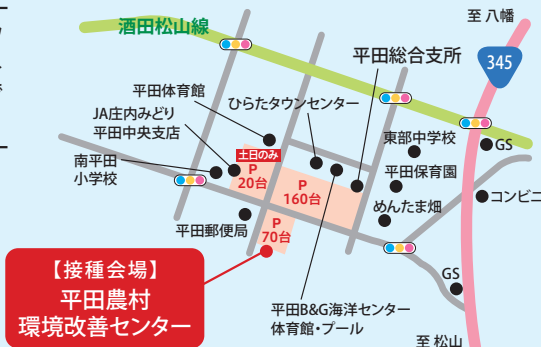 至 八幡
酒田松山線
平田総合支所
345
平田体育館
ひらたタウンセンター
JA庄内みどり
平田中央支店
土日のみ
東部中学校
GS
南平田
小学校
P
20台
P
160台
平田保育園
コンビニ
めんたま畑
平田郵便局
P
70台
【接種会場】
平田農村
環境改善センター
GS
平田B&G海洋センター
体育館・プール
至 松山